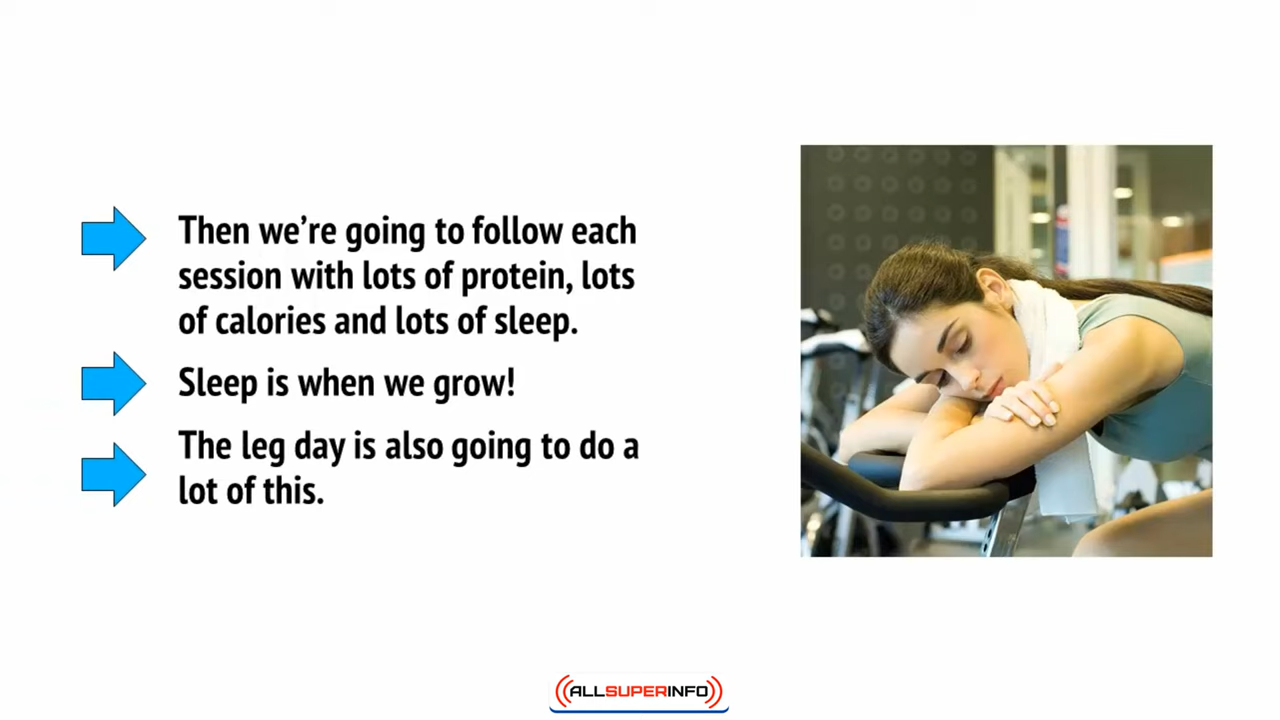 Then we’re going to follow each
session with lots of protein, lots
of calories and lots of sleep.
Sleep is when we grow!
The leg day is also going to do a
lot of this.
ALLSUPERINFO